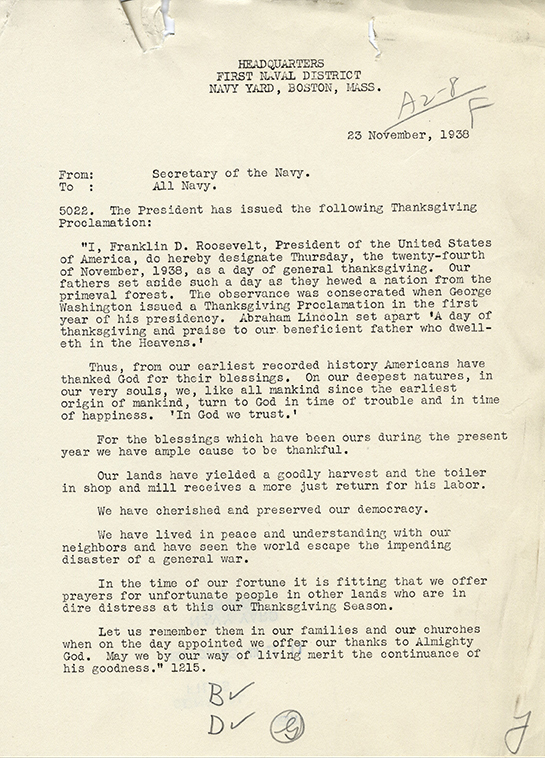 HEADQUARTERS
FIRST NAVAL DISTRICT
NAVY YARD, BOSTON, MASS.
A2-8
F
23 November, 1938
From: Secretary of the Navy.
To : All Navy.
5022. The President has issued the following Thanksgiving
Proclamation:
"I, Franklin D. Roosevelt, President of the United States
of America, do hereby designate Thursday, the twenty-fourth
of November, 1938, as a day of general thanksgiving. Our
fathers set aside such a day as they hewed a nation from the
primeval forest. The observance was consecrated when George
Washington issued a Thanksgiving Proclamation in the first
year of his presidency. Abraham Lincoln set apart 'A day of
thanksgiving and praise to our beneficient father who dwell-
eth in the Heavens.'
Thus, from our earliest recorded history Americans have
thanked God for their blessings. On our deepest natures, in
our very souls, we, like all mankind since the earliest
origin of mankind, turn to God in time of trouble and in time
of happiness. 'In God we trust.'
For the blessings which have been ours during the present
year we have ample cause to be thankful.
Our lands have yielded a goodly harvest and the toiler
in shop and mill receives a more just return for his labor.
We have cherished and preserved our democracy.
We have lived in peace and understanding with our
neighbors and have seen the world escape the impending
disaster of a general war.
In the time of our fortune it is fitting that we offer
prayers for unfortunate people in other lands who are in
dire distress at this our Thanksgiving Season.
Let us remember them in our families and our churches
when on the day appointed we offer our thanks to Almighty
God. May we by our way of living merit the continuance of
his goodness." 1215.
B✓
D✓ G